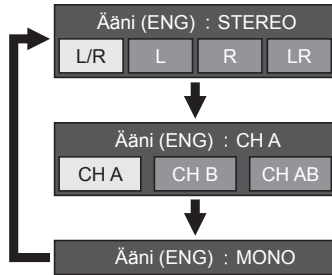 Ääni (ENG) : STEREO
L/R L R LR
Ääni (ENG) : CH A
CH A CH B CH AB
Ääni (ENG) : MONO